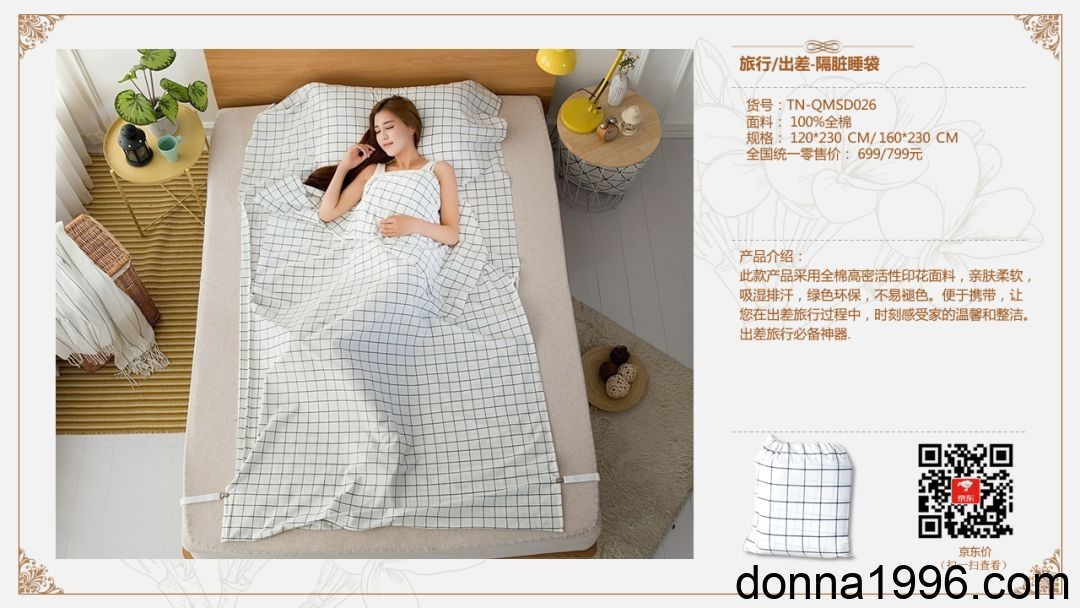 旅行/出差-隔脏睡袋
货号：TN-QMSD026
面料： 100%全棉
规格： 120*230 CM/ 160*230 CM
全国统一零售价： 699/799元
产品介绍：
此款产品采用全棉高密活性印花面料，亲肤柔软，
吸湿排汗，绿色环保，不易褪色。便于携带，让
您在出差旅行过程中，时刻感受家的温馨和整洁。
出差旅行必备神器.
京东
京东价
（扫一扫查看）
donna1996.com